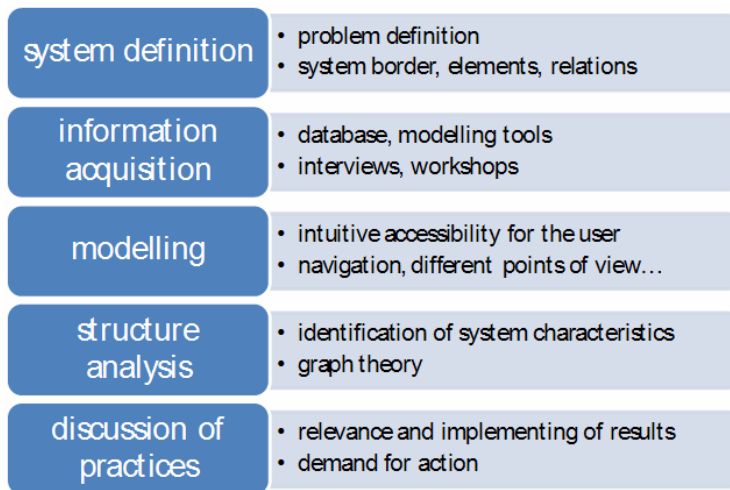 system definition
• problem definition
• system border, elements, relations
information
acquisition
• database, modelling tools
• interviews, workshops
modelling
• intuitive accessibility for the user
• navigation, different points of view…
structure
analysis
• identification of system characteristics
• graph theory
discussion of
practices
• relevance and implementing of results
• demand for action